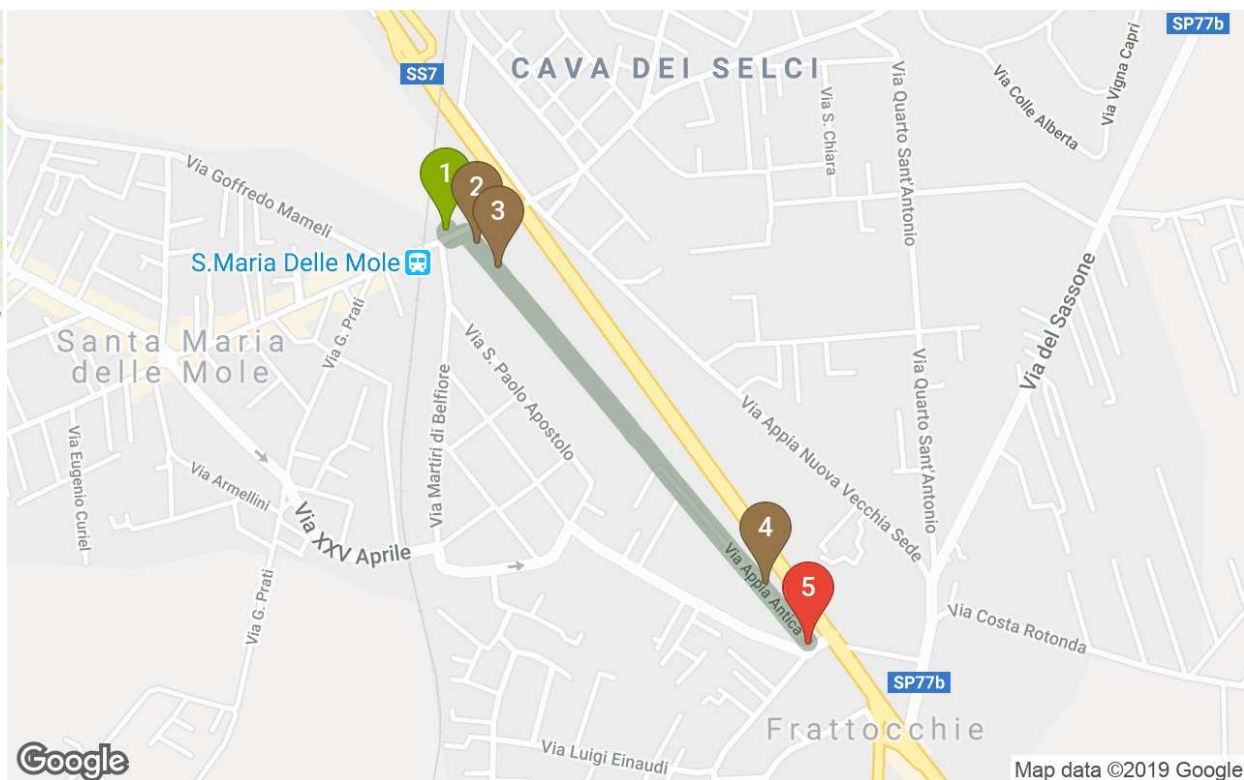 SP77b
SS7
CAVA DEI SELCI
Via Vigna Capri
Via Colle Alberta
Via S. Chiara
Via Quarto Sant'Antonio
Via Goffredo Mameli
1
2
3
S.Maria Delle Mole
Via del Sassone
Santa Maria
delle Mole
Via G. Prati
Via S. Paolo Apostolo
Via Martiri di Belfiore
Via Quarto Sant'Antonio
Via Appia Nuova Vecchia Sede
Via Eugenio Curiel
Via Armellini
Via XXV Aprile
4
Via Appia Antica
5
Via G. Prati
Via Costa Rotonda
SP77b
Frattocchie
Via Luigi Einaudi
Google
Map data ©2019 Google